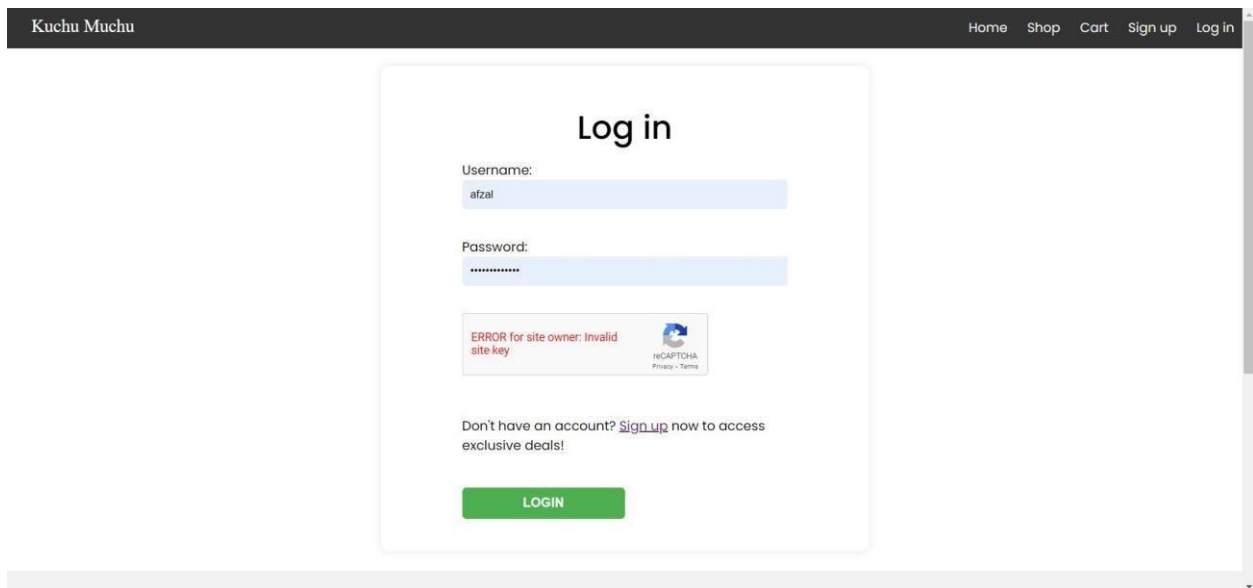 Kuchu Muchu
Home Shop Cart Sign up Log in
Log in
Username:
afzal
Password:
•••••••••••••
ERROR for site owner: Invalid
site key
reCAPTCHA
Privacy - Terms
Don't have an account? Sign up now to access
exclusive deals!
LOGIN